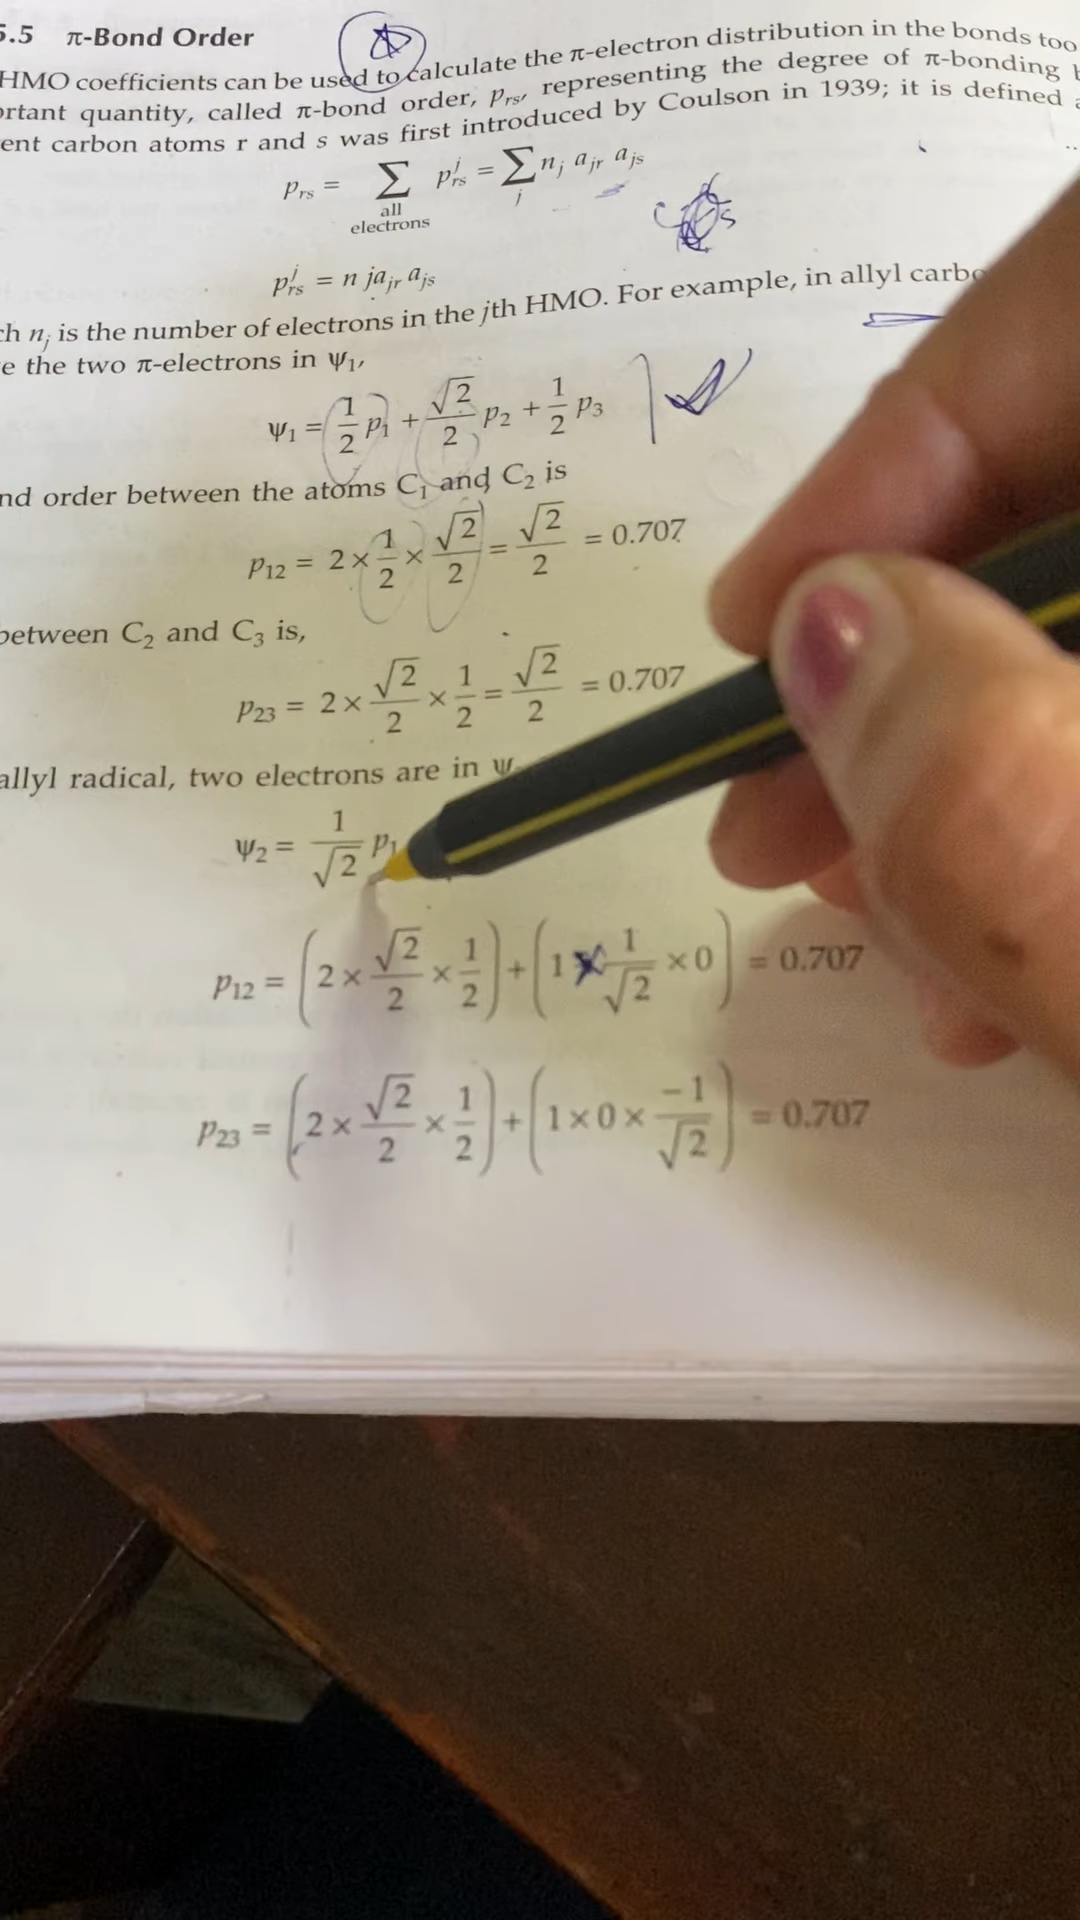 5.5 π-Bond Order
HMO coefficients can be used to calculate the π-electron distribution in the bonds too
ortant quantity, called π-bond order, p_rs, representing the degree of π-bonding
ent carbon atoms r and s was first introduced by Coulson in 1939; it is defined
p_rs = ∑ p^j_rs = ∑ n_j a_jr a_js
all
electrons
j
p^j_rs = n ja_jr a_js
ch n_j is the number of electrons in the jth HMO. For example, in allyl carbo
e the two π-electrons in ψ₁,
ψ₁ = 1/2 p₁ + √2/2 p₂ + 1/2 p₃
nd order between the atoms C₁ and C₂ is
p₁₂ = 2 × 1/2 × √2/2 = √2/2 = 0.707
between C₂ and C₃ is,
p₂₃ = 2 × √2/2 × 1/2 = √2/2 = 0.707
allyl radical, two electrons are in ψ
ψ₂ = 1/√2 p₁
p₁₂ = (2 × √2/2 × 1/2) + (1 × 1/√2 × 0) = 0.707
p₂₃ = (2 × √2/2 × 1/2) + (1 × 0 × −1/√2) = 0.707